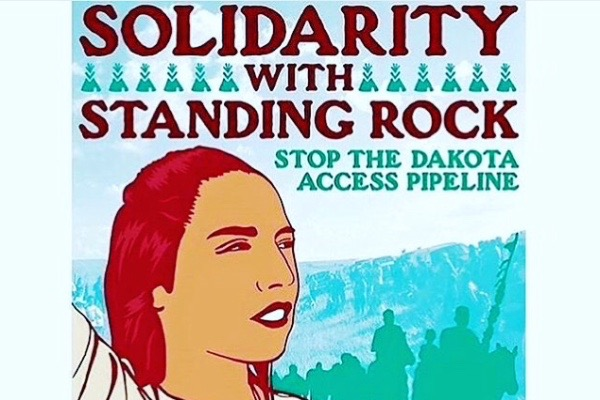 SOLIDARITY
WITH
STANDING ROCK
STOP THE DAKOTA
ACCESS PIPELINE